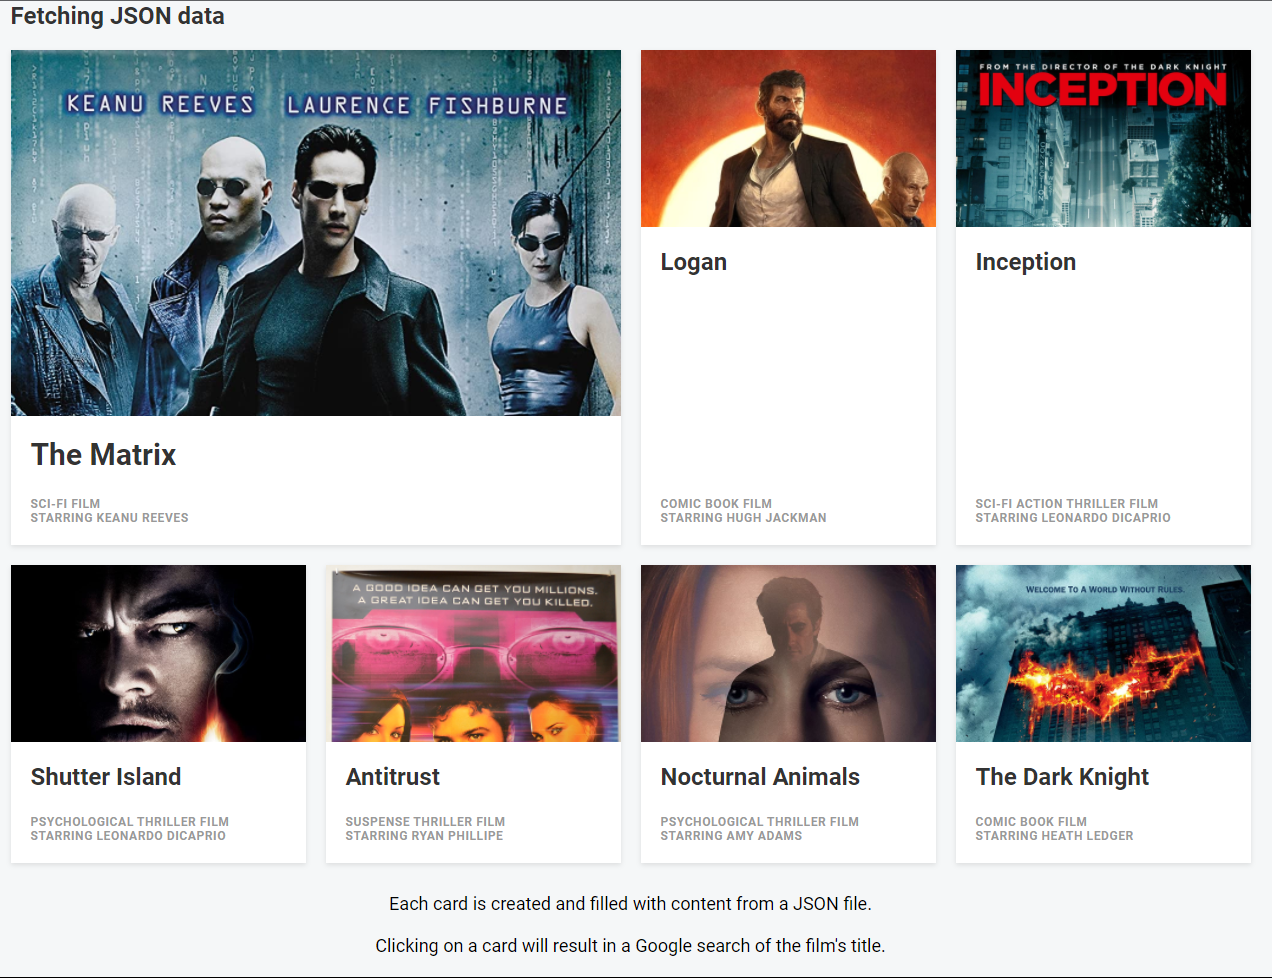 Fetching JSON data
KEANU REEVES LAURENCE FISHBURNE
The Matrix
SCI-FI FILM
STARRING KEANU REEVES
Logan
COMIC BOOK FILM
STARRING HUGH JACKMAN
FROM THE DIRECTOR OF THE DARK KNIGHT
INCEPTION
Inception
SCI-FI ACTION THRILLER FILM
STARRING LEONARDO DICAPRIO
Shutter Island
PSYCHOLOGICAL THRILLER FILM
STARRING LEONARDO DICAPRIO
A GOOD IDEA CAN GET YOU MILLIONS.
A GREAT IDEA CAN GET YOU KILLED.
Antitrust
SUSPENSE THRILLER FILM
STARRING RYAN PHILLIPE
Nocturnal Animals
PSYCHOLOGICAL THRILLER FILM
STARRING AMY ADAMS
WELCOME TO A WORLD WITHOUT RULES.
The Dark Knight
COMIC BOOK FILM
STARRING HEATH LEDGER
Each card is created and filled with content from a JSON file.
Clicking on a card will result in a Google search of the film's title.